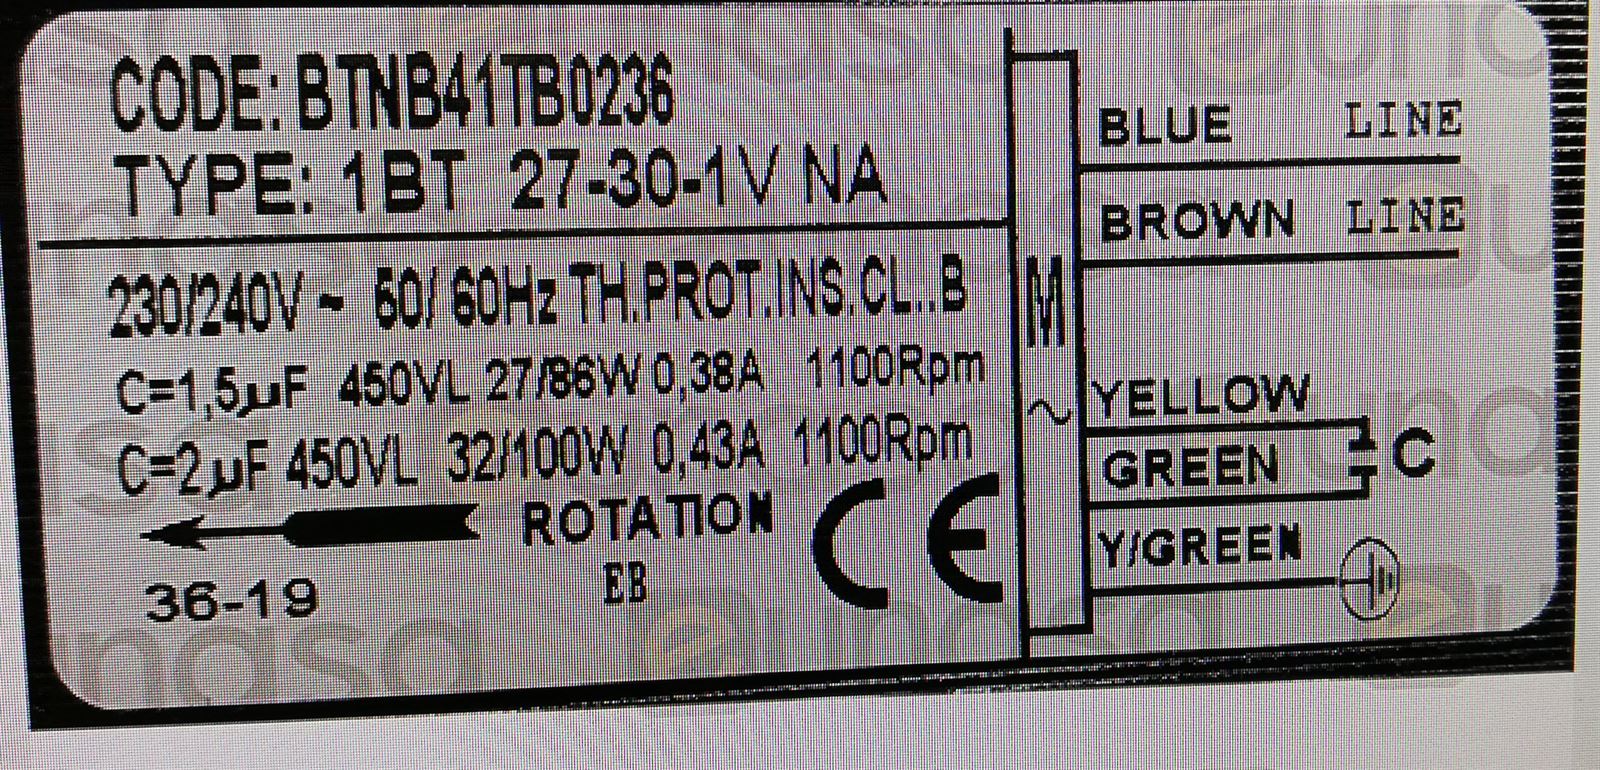 CODE: BTNB41TB0236
TYPE: 1BT 27-30-1V NA
230/240V ~ 50/60Hz TH.PROT.INS.CL..B
C=1,5µF 450VL 27/86W 0,38A 1100Rpm
C=2µF 450VL 32/100W 0,43A 1100Rpm
ROTATION
EB
CE
36-19
M
~
BLUE LINE
BROWN LINE
YELLOW
GREEN
C
Y/GREEN